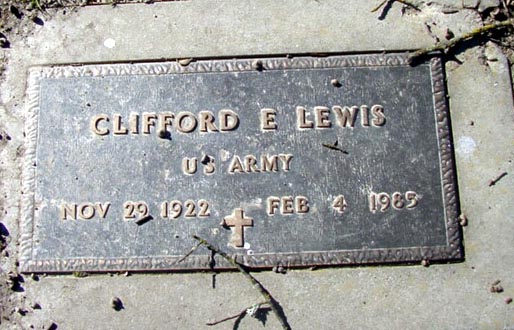 CLIFFORD E LEWIS
US ARMY
NOV 29 1922 FEB 4 1985